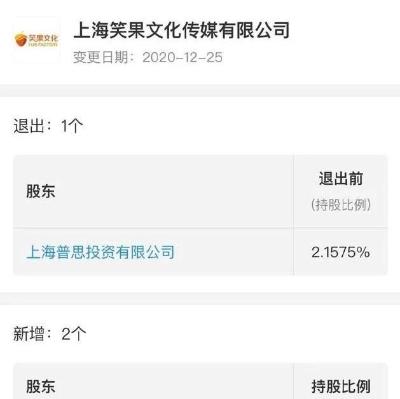 笑果文化
上海笑果文化传媒有限公司
变更日期：2020-12-25
退出：1个
股东
退出前
(持股比例)
上海普思投资有限公司
2.1575%
新增：2个
股东
持股比例